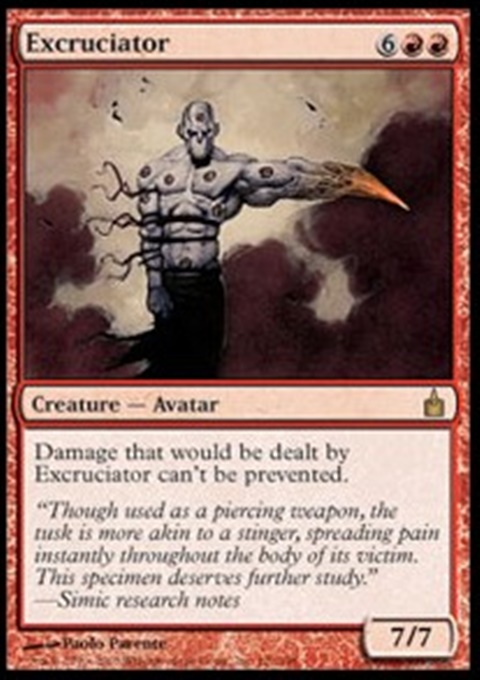 Excruciator 6
Creature — Avatar
Damage that would be dealt by
Excruciator can't be prevented.
"Though used as a piercing weapon, the
tusk is more akin to a stinger, spreading pain
instantly throughout the body of its victim.
This specimen deserves further study."
—Simic research notes
Paolo Parente
7/7